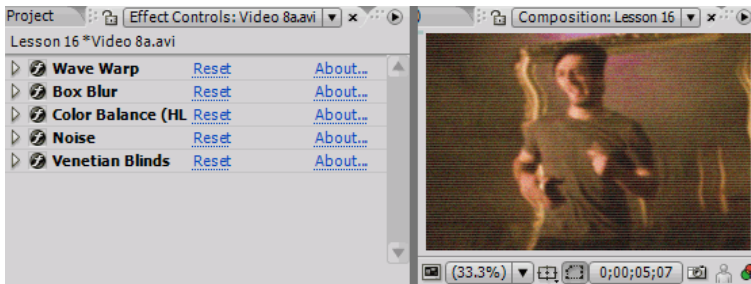 Project
Effect Controls: Video 8a.avi
Lesson 16 * Video 8a.avi
Wave Warp Reset About...
Box Blur Reset About...
Color Balance (HL Reset About...
Noise Reset About...
Venetian Blinds Reset About...
Composition: Lesson 16
(33.3%)
0;00;05;07